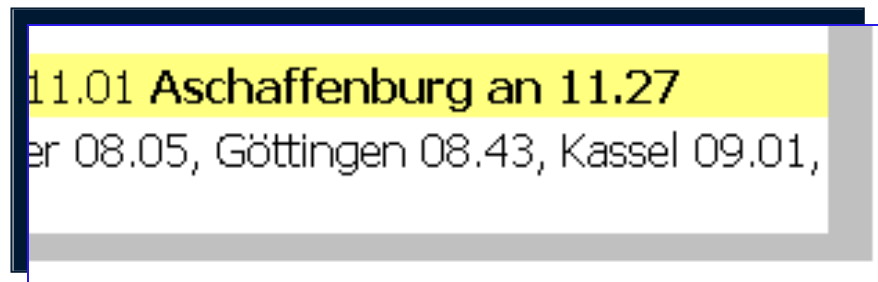 11.01 Aschaffenburg an 11.27
er 08.05, Göttingen 08.43, Kassel 09.01,